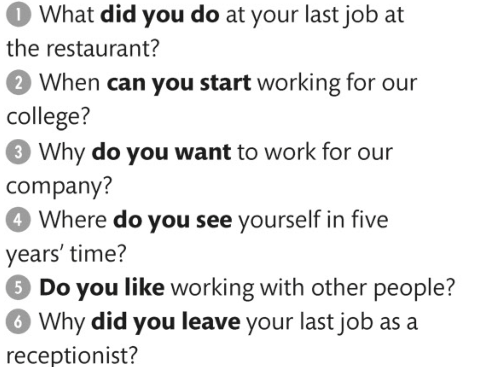 1 What did you do at your last job at
the restaurant?
2 When can you start working for our
college?
3 Why do you want to work for our
company?
4 Where do you see yourself in five
years’ time?
5 Do you like working with other people?
6 Why did you leave your last job as a
receptionist?